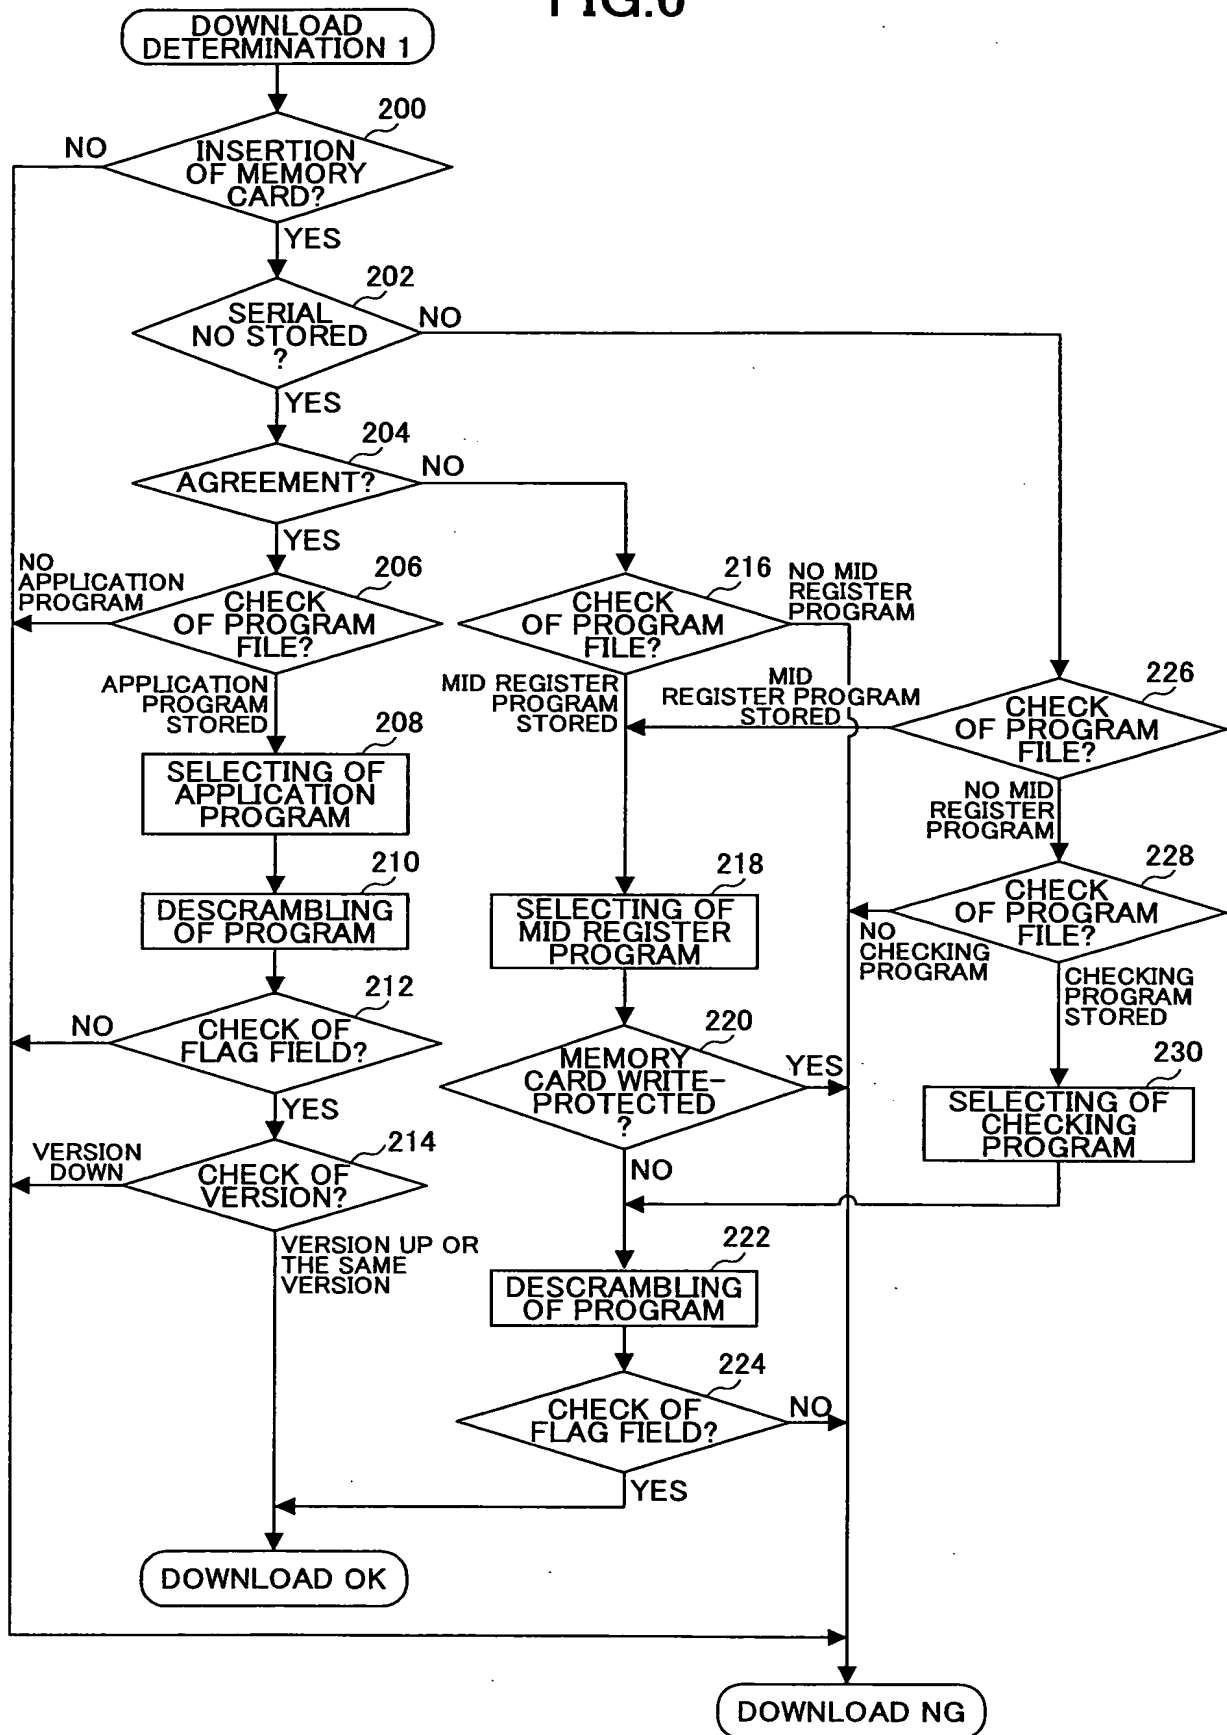 FIG.6
DOWNLOAD
DETERMINATION 1
200
NO
INSERTION
OF MEMORY
CARD?
YES
202
SERIAL
NO STORED
?
NO
YES
204
AGREEMENT?
NO
YES
NO
APPLICATION
PROGRAM
206
CHECK
OF PROGRAM
FILE?
216
CHECK
OF PROGRAM
FILE?
NO MID
REGISTER
PROGRAM
APPLICATION
PROGRAM
STORED
MID REGISTER
PROGRAM
STORED
MID
REGISTER PROGRAM
STORED
226
CHECK
OF PROGRAM
FILE?
208
SELECTING OF
APPLICATION
PROGRAM
NO MID
REGISTER
PROGRAM
210
DESCRAMBLING
OF PROGRAM
218
SELECTING OF
MID REGISTER
PROGRAM
228
CHECK
OF PROGRAM
FILE?
NO
CHECKING
PROGRAM
CHECKING
PROGRAM
STORED
212
NO
CHECK OF
FLAG FIELD?
YES
220
MEMORY
CARD WRITE-
PROTECTED
?
YES
NO
230
SELECTING OF
CHECKING
PROGRAM
VERSION
DOWN
214
CHECK OF
VERSION?
VERSION UP OR
THE SAME
VERSION
222
DESCRAMBLING
OF PROGRAM
224
CHECK OF
FLAG FIELD?
NO
YES
DOWNLOAD OK
DOWNLOAD NG